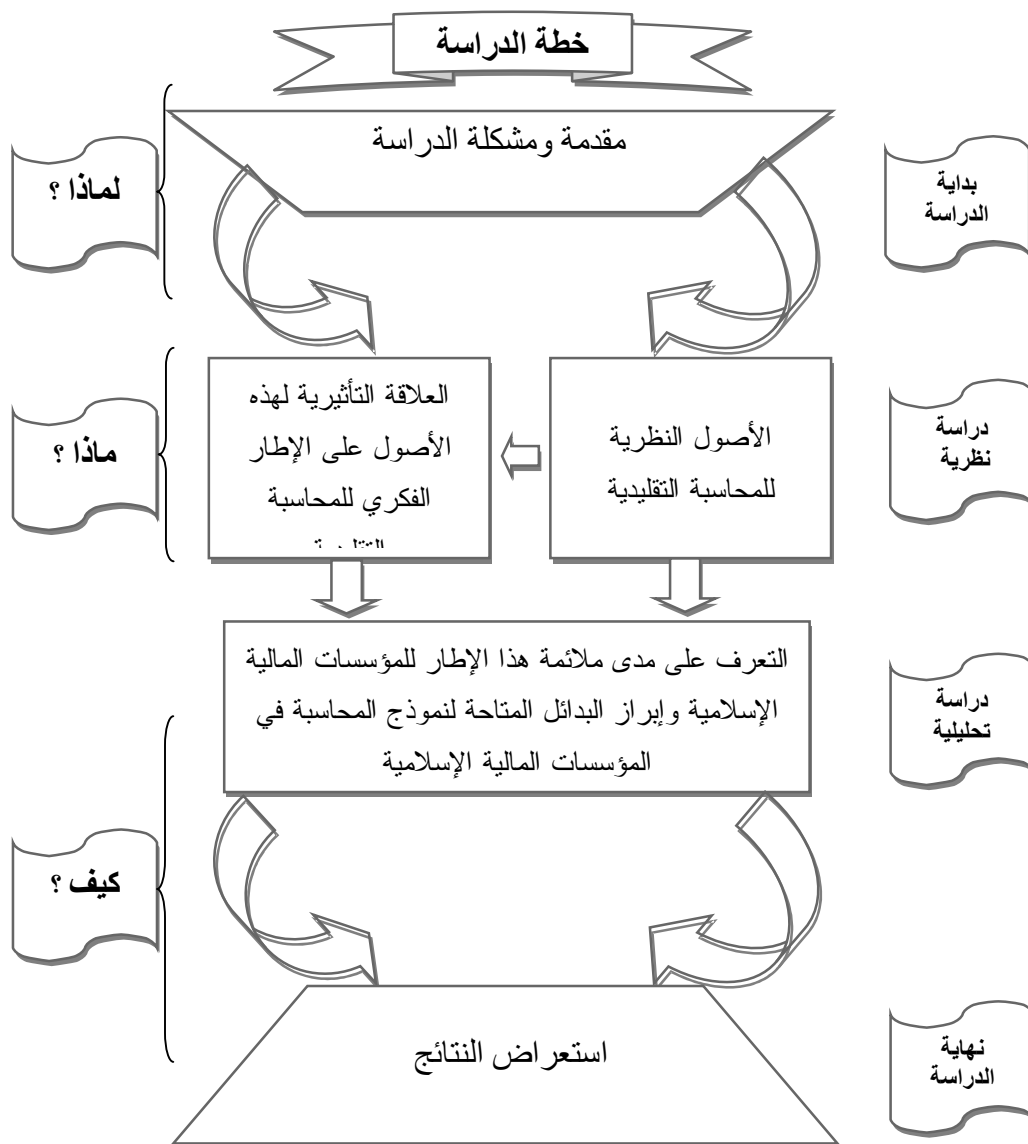 خطة الدراسة
مقدمة ومشكلة الدراسة
لماذا ؟
بداية
الدراسة
الأصول النظرية
للمحاسبة التقليدية
العلاقة التأثيرية لهذه
الأصول على الإطار
الفكري للمحاسبة
ماذا ؟
دراسة
نظرية
التعرف على مدى ملائمة هذا الإطار للمؤسسات المالية
الإسلامية وإبراز البدائل المتاحة لنموذج المحاسبة في
المؤسسات المالية الإسلامية
دراسة
تحليلية
كيف ؟
استعراض النتائج
نهاية
الدراسة